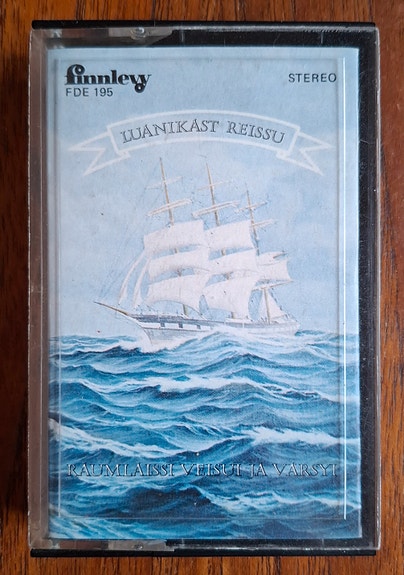 finnlevy
FDE 195
STEREO
LUANIKAST REISSU
RAUMLAISSI VEISUI JA VÄRSYI